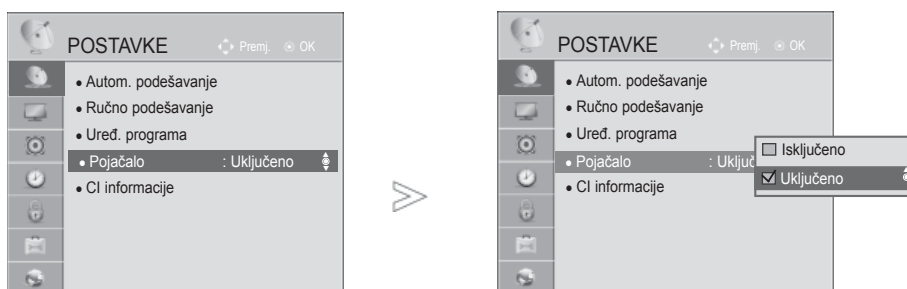 POSTAVKE Premj. OK
• Autom. podešavanje
• Ručno podešavanje
• Uređ. programa
• Pojačalo : Uključeno
• CI informacije
POSTAVKE Premj. OK
• Autom. podešavanje
• Ručno podešavanje
• Uređ. programa
• Pojačalo : Uključ
• CI informacije
Isključeno
Uključeno